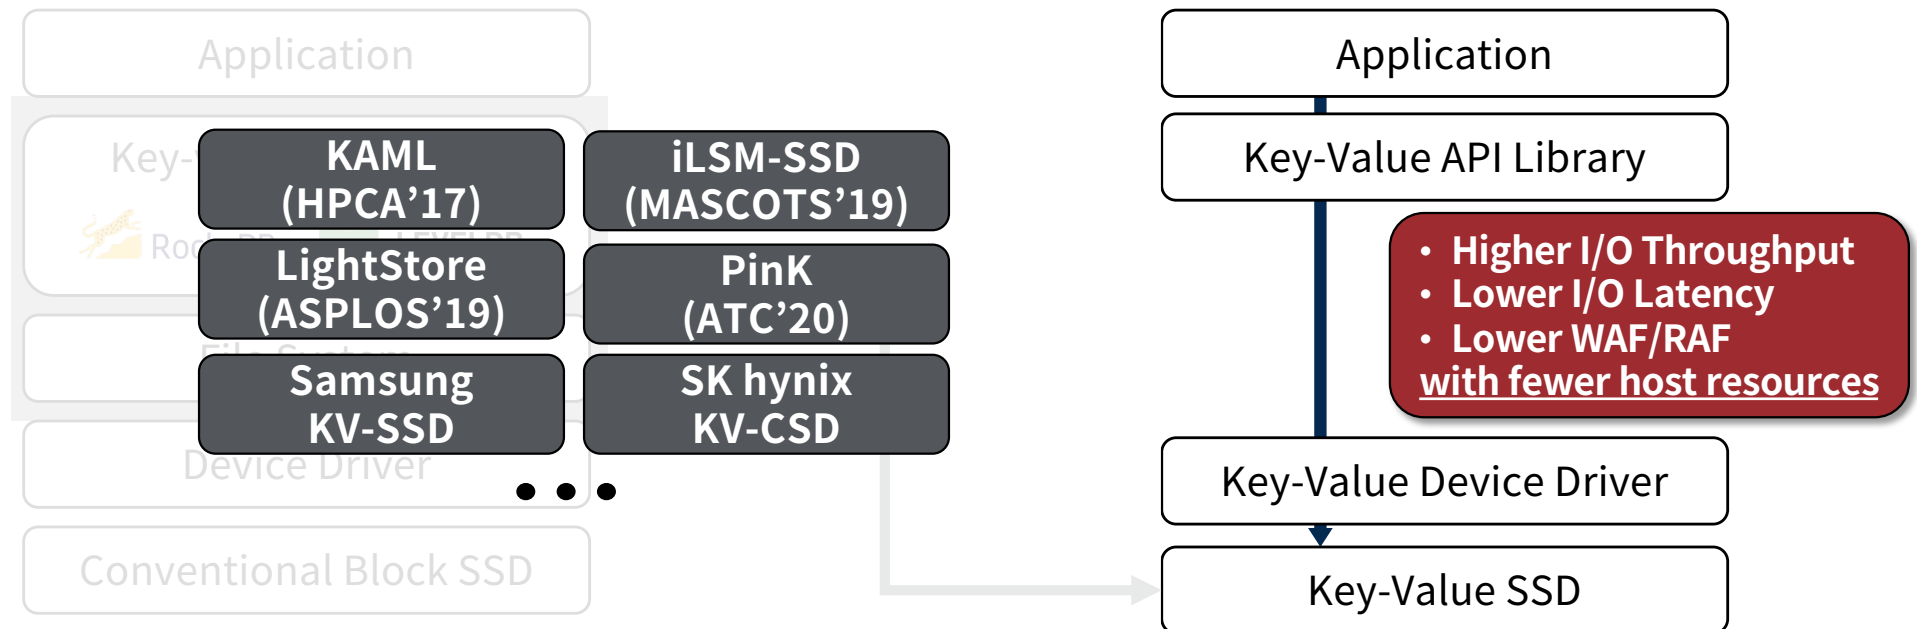 Application
Key-
Roc
Device Driver
Conventional Block SSD
KAML
(HPCA’17)
iLSM-SSD
(MASCOTS’19)
LightStore
(ASPLOS’19)
PinK
(ATC’20)
Samsung
KV-SSD
SK hynix
KV-CSD
• • •
Application
Key-Value API Library
• Higher I/O Throughput
• Lower I/O Latency
• Lower WAF/RAF
with fewer host resources
Key-Value Device Driver
Key-Value SSD